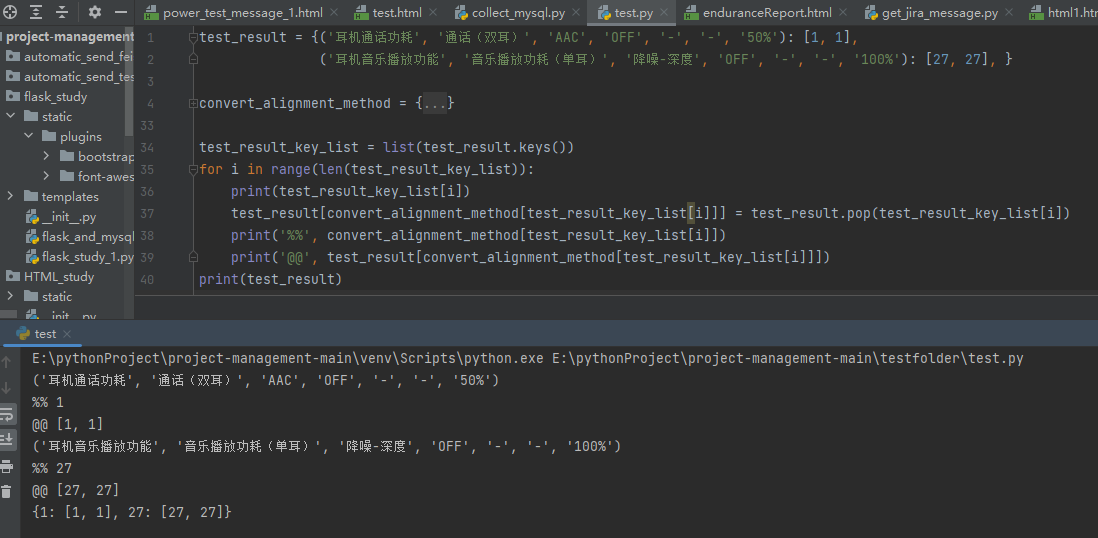 power_test_message_1.html
test.html
collect_mysql.py
test.py
enduranceReport.html
get_jira_message.py
html1.h
project-management
automatic_send_fei
automatic_send_tes
flask_study
static
plugins
bootstrap
font-awes
templates
__init__.py
flask_and_mysql
flask_study_1.py
HTML_study
static
__init__.py
1 test_result = {('耳机通话功耗', '通话（双耳）', 'AAC', 'OFF', '-', '-', '50%'): [1, 1],
2 ('耳机音乐播放功能', '音乐播放功耗（单耳）', '降噪-深度', 'OFF', '-', '-', '100%'): [27, 27], }
3
4 convert_alignment_method = {...}
33
34 test_result_key_list = list(test_result.keys())
35 for i in range(len(test_result_key_list)):
36 print(test_result_key_list[i])
37 test_result[convert_alignment_method[test_result_key_list[i]]] = test_result.pop(test_result_key_list[i])
38 print('%%', convert_alignment_method[test_result_key_list[i]])
39 print('@@', test_result[convert_alignment_method[test_result_key_list[i]]])
40 print(test_result)
test
E:\pythonProject\project-management-main\venv\Scripts\python.exe E:\pythonProject\project-management-main\testfolder\test.py
('耳机通话功耗', '通话（双耳）', 'AAC', 'OFF', '-', '-', '50%')
%% 1
@@ [1, 1]
('耳机音乐播放功能', '音乐播放功耗（单耳）', '降噪-深度', 'OFF', '-', '-', '100%')
%% 27
@@ [27, 27]
{1: [1, 1], 27: [27, 27]}